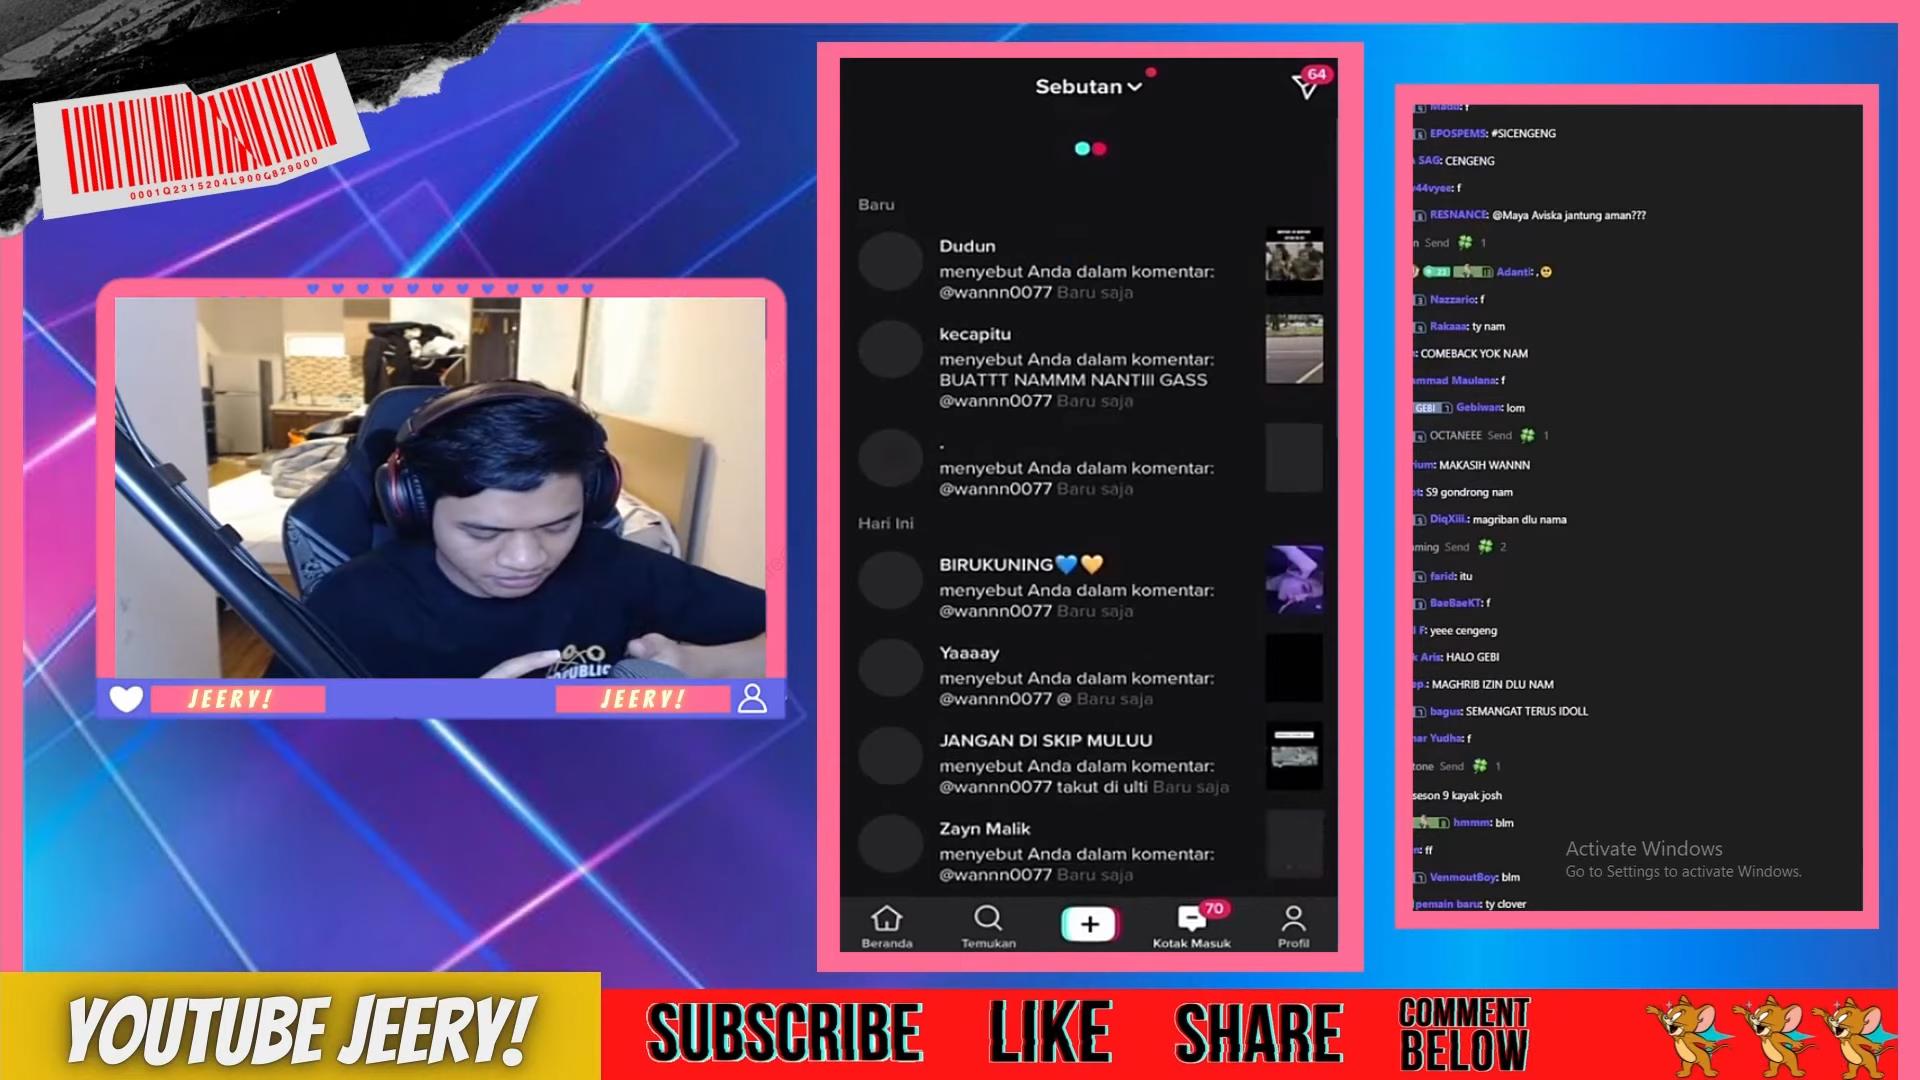 0001Q2315204L900Q829000
JEERY!
JEERY!
Sebutan
64
Baru
Dudun
menyebut Anda dalam komentar:
@wannn0077 Baru saja
kecapitu
menyebut Anda dalam komentar:
BUATTT NAMMM NANTIII GASS
@wannn0077 Baru saja
.
menyebut Anda dalam komentar:
@wannn0077 Baru saja
Hari Ini
BIRUKUNING💙💛
menyebut Anda dalam komentar:
@wannn0077 Baru saja
Yaaaay
menyebut Anda dalam komentar:
@wannn0077 @ Baru saja
JANGAN DI SKIP MULUU
menyebut Anda dalam komentar:
@wannn0077 takut di ulti Baru saja
Zayn Malik
menyebut Anda dalam komentar:
@wannn0077 Baru saja
70
Beranda Temukan Kotak Masuk Profil
EPOSPEMS: #SICENGENG
SAG: CENGENG
44vyee: f
RESNANCE: @Maya Aviska jantung aman???
n Send 🍀 1
Adanti: ,
Nazzario: f
Rakaaa: ty nam
: COMEBACK YOK NAM
mmad Maulana: f
GEBI Gebiwan: lom
OCTANEEE Send 🍀 1
ium: MAKASIH WANNN
t: S9 gondrong nam
DiqXiii.: magriban dlu nama
ming Send 🍀 2
farid: itu
BaeBaeKT: f
F: yeee cengeng
Aris: HALO GEBI
ep.: MAGHRIB IZIN DLU NAM
bagus: SEMANGAT TERUS IDOLL
ar Yudha: f
tone Send 🍀 1
seson 9 kayak josh
hmmm: blm
: ff
VenmoutBoy: blm
pemain baru: ty clover
Activate Windows
Go to Settings to activate Windows.
YOUTUBE JEERY!
SUBSCRIBE
LIKE
SHARE
COMMENT
BELOW